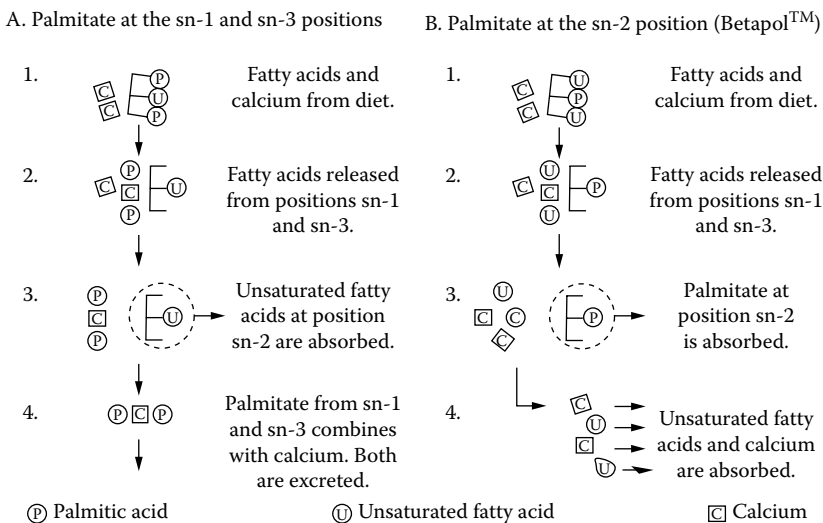 A. Palmitate at the sn-1 and sn-3 positions
1.
C
C
P
U
P
Fatty acids and
calcium from diet.
2.
C
P
C
P
U
Fatty acids released
from positions sn-1
and sn-3.
3.
P
C
P
U
Unsaturated fatty
acids at position
sn-2 are absorbed.
4.
P C P
Palmitate from sn-1
and sn-3 combines
with calcium. Both
are excreted.
B. Palmitate at the sn-2 position (Betapol™)
1.
C
C
U
P
U
Fatty acids and
calcium from diet.
2.
C
U
C
U
P
Fatty acids released
from positions sn-1
and sn-3.
3.
U
C C
C
P
Palmitate at
position sn-2
is absorbed.
4.
C
U
C
U
Unsaturated fatty
acids and calcium
are absorbed.
P Palmitic acid U Unsaturated fatty acid C Calcium